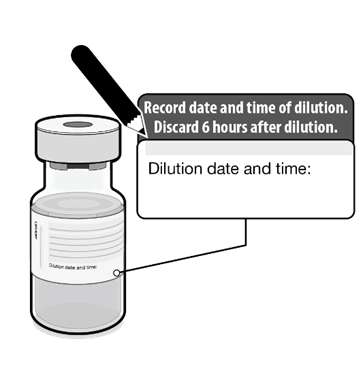 Record date and time of dilution.
Discard 6 hours after dilution.
Dilution date and time:
Dilution date and time: